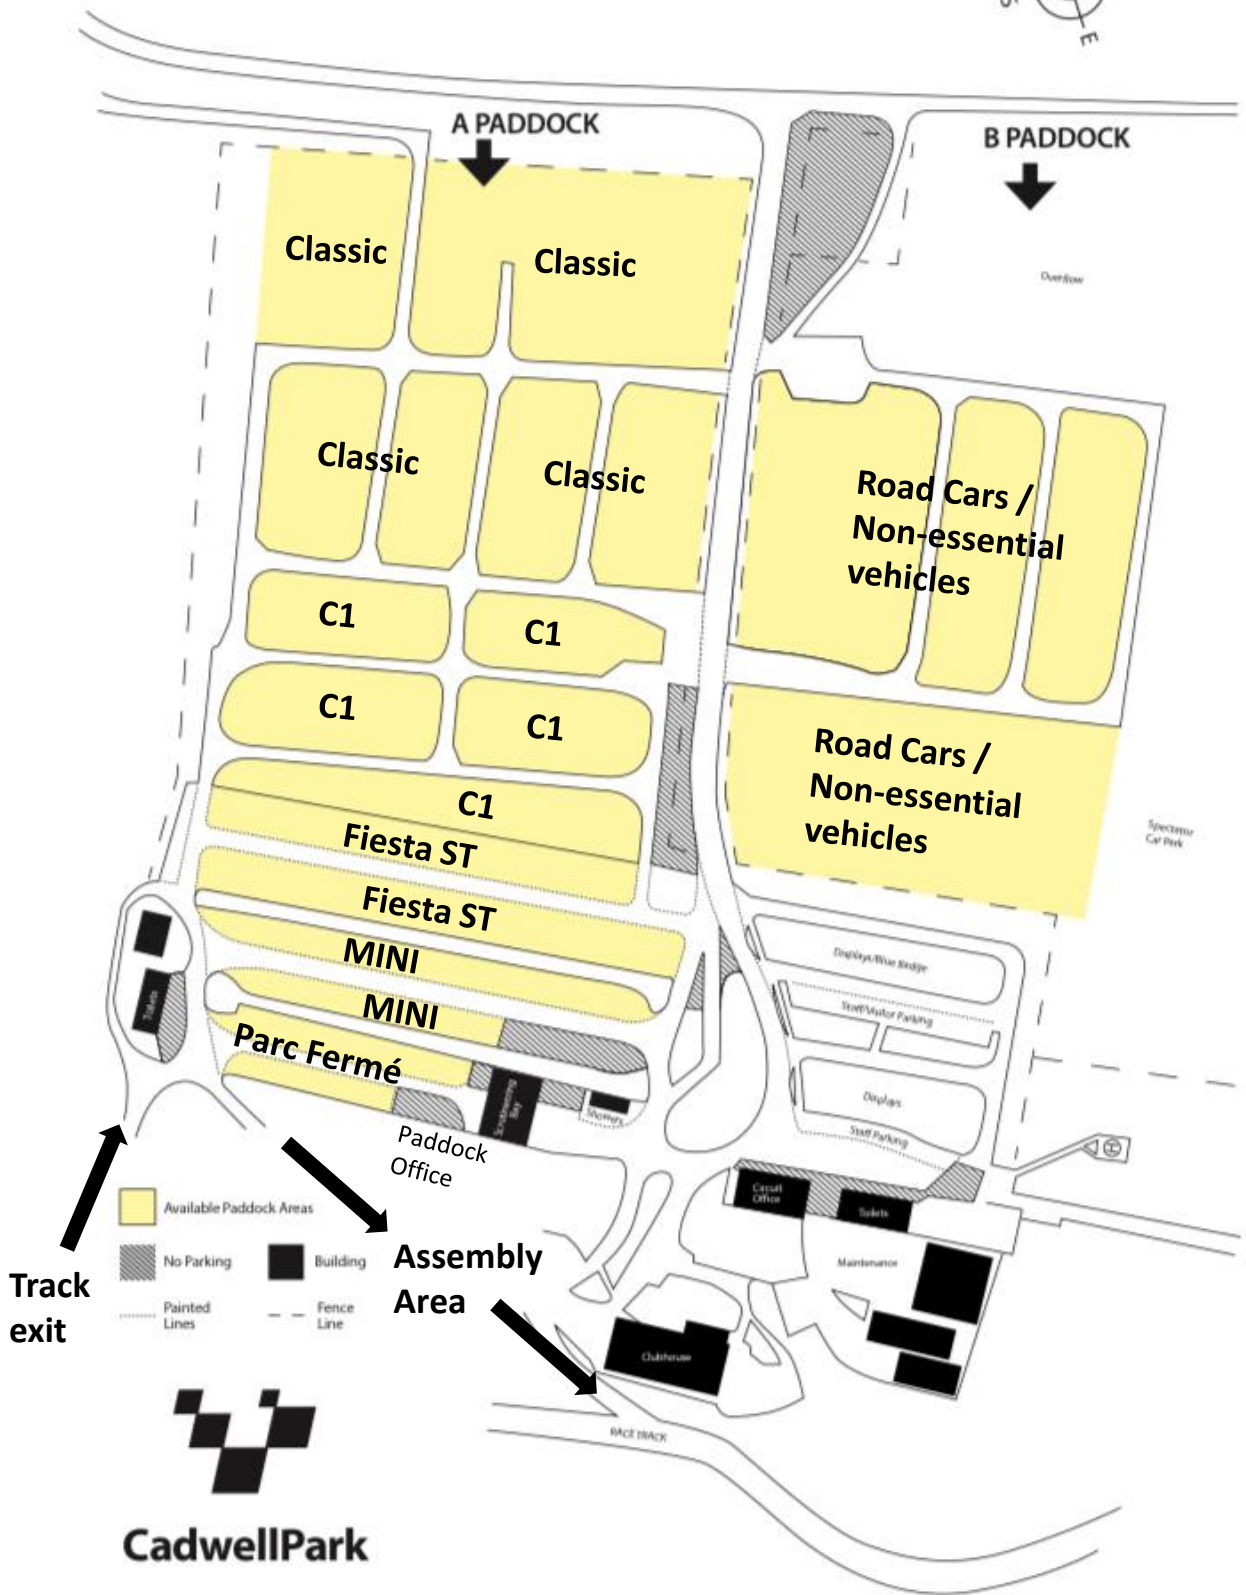 S
E
A PADDOCK
B PADDOCK
Classic
Classic
Overflow
Classic
Classic
Road Cars /
Non-essential
vehicles
C1
C1
C1
C1
Road Cars /
Non-essential
vehicles
C1
Fiesta ST
Spectator
Car Park
Fiesta ST
MINI
Displays/Blue Badge
Toilets
MINI
Staff/Visitor Parking
Parc Fermé
Scrutineering
Bay
Showers
Displays
Staff Parking
Paddock
Office
Circuit
Office
Toilets
Available Paddock Areas
No Parking
Building
Painted
Lines
Fence
Line
Track
exit
Assembly
Area
Maintenance
Clubhouse
RACE TRACK
H
CadwellPark